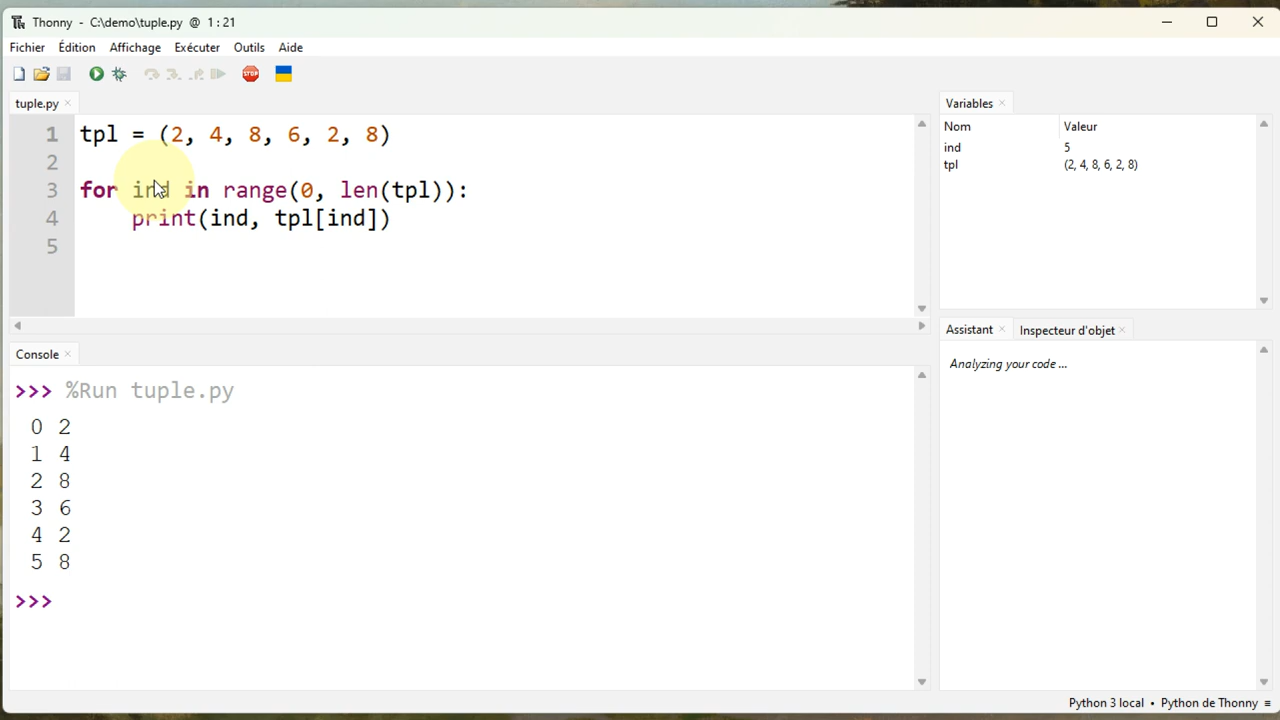 Thonny - C:\demo\tuple.py @ 1:21
Fichier Édition Affichage Exécuter Outils Aide
STOP
tuple.py ×
1 tpl = (2, 4, 8, 6, 2, 8)
2
3 for ind in range(0, len(tpl)):
4     print(ind, tpl[ind])
5
Variables ×
Nom Valeur
ind 5
tpl (2, 4, 8, 6, 2, 8)
Console ×
>>> %Run tuple.py
0 2
1 4
2 8
3 6
4 2
5 8
>>>
Assistant × Inspecteur d'objet ×
Analyzing your code ...
Python 3 local • Python de Thonny ≡